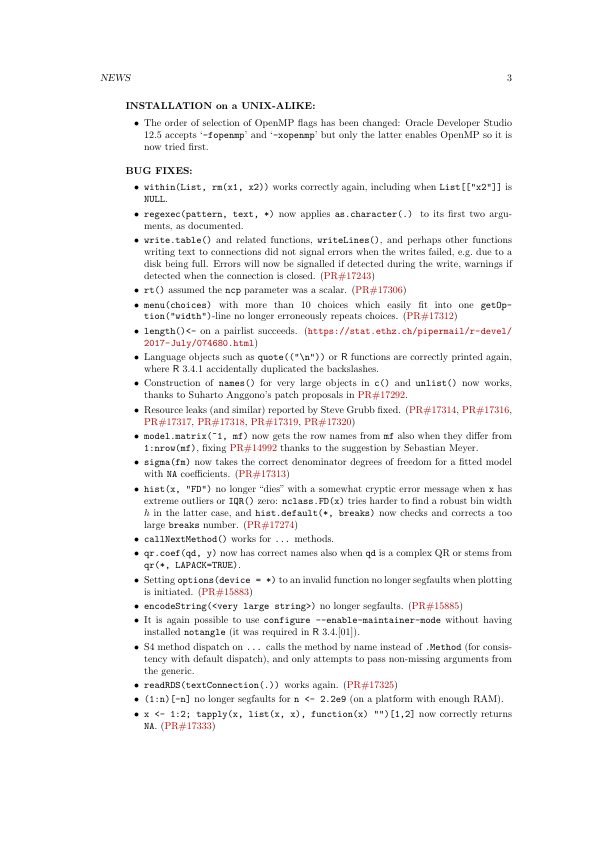 NEWS 3
INSTALLATION on a UNIX-ALIKE:
• The order of selection of OpenMP flags has been changed: Oracle Developer Studio
12.5 accepts ‘-fopenmp’ and ‘-xopenmp’ but only the latter enables OpenMP so it is
now tried first.
BUG FIXES:
• within(List, rm(x1, x2)) works correctly again, including when List[["x2"]] is
NULL.
• regexec(pattern, text, *) now applies as.character(.) to its first two argu-
ments, as documented.
• write.table() and related functions, writeLines(), and perhaps other functions
writing text to connections did not signal errors when the writes failed, e.g. due to a
disk being full. Errors will now be signalled if detected during the write, warnings if
detected when the connection is closed. (PR#17243)
• rt() assumed the ncp parameter was a scalar. (PR#17306)
• menu(choices) with more than 10 choices which easily fit into one getOp-
tion("width")-line no longer erroneously repeats choices. (PR#17312)
• length()<- on a pairlist succeeds. (https://stat.ethz.ch/pipermail/r-devel/
2017-July/074680.html)
• Language objects such as quote(("\n")) or R functions are correctly printed again,
where R 3.4.1 accidentally duplicated the backslashes.
• Construction of names() for very large objects in c() and unlist() now works,
thanks to Suharto Anggono’s patch proposals in PR#17292.
• Resource leaks (and similar) reported by Steve Grubb fixed. (PR#17314, PR#17316,
PR#17317, PR#17318, PR#17319, PR#17320)
• model.matrix(~1, mf) now gets the row names from mf also when they differ from
1:nrow(mf), fixing PR#14992 thanks to the suggestion by Sebastian Meyer.
• sigma(fm) now takes the correct denominator degrees of freedom for a fitted model
with NA coefficients. (PR#17313)
• hist(x, "FD") no longer “dies” with a somewhat cryptic error message when x has
extreme outliers or IQR() zero: nclass.FD(x) tries harder to find a robust bin width
h in the latter case, and hist.default(*, breaks) now checks and corrects a too
large breaks number. (PR#17274)
• callNextMethod() works for ... methods.
• qr.coef(qd, y) now has correct names also when qd is a complex QR or stems from
qr(*, LAPACK=TRUE).
• Setting options(device = *) to an invalid function no longer segfaults when plotting
is initiated. (PR#15883)
• encodeString(<very large string>) no longer segfaults. (PR#15885)
• It is again possible to use configure --enable-maintainer-mode without having
installed notangle (it was required in R 3.4.[01]).
• S4 method dispatch on ... calls the method by name instead of .Method (for consis-
tency with default dispatch), and only attempts to pass non-missing arguments from
the generic.
• readRDS(textConnection(.)) works again. (PR#17325)
• (1:n)[-n] no longer segfaults for n <- 2.2e9 (on a platform with enough RAM).
• x <- 1:2; tapply(x, list(x, x), function(x) "")[1,2] now correctly returns
NA. (PR#17333)